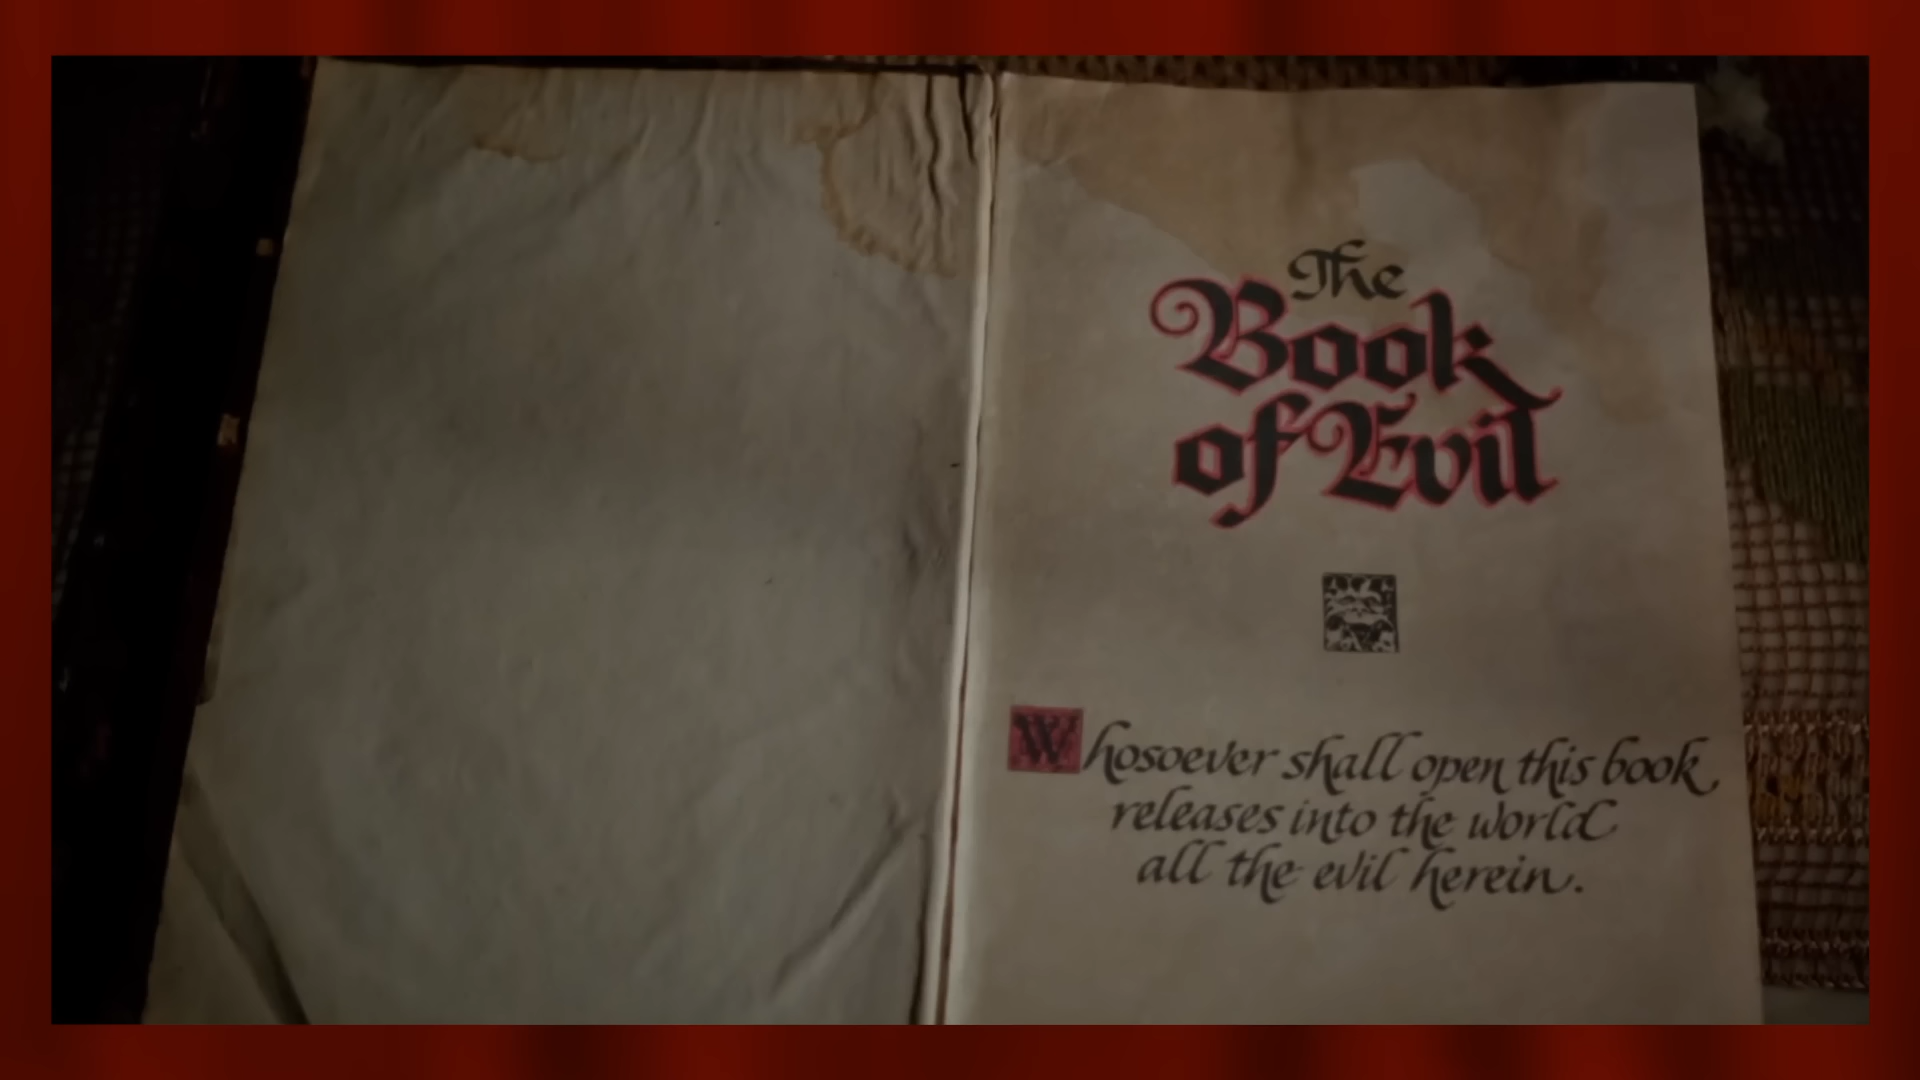 The
Book
of Evil
Whosoever shall open this book
releases into the world
all the evil herein.